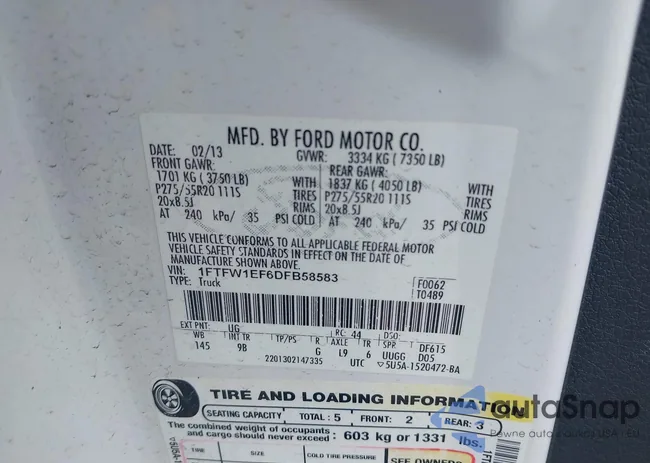 MFD. BY FORD MOTOR CO.
DATE: 02/13 GVWR: 3334 KG ( 7350 LB)
FRONT GAWR: REAR GAWR:
1701 KG ( 3750 LB) WITH 1837 KG ( 4050 LB) WITH
P275/55R20 111S TIRES P275/55R20 111S TIRES
20x8.5J RIMS 20x8.5J RIMS
AT 240 kPa/ 35 PSI COLD AT 240 kPa/ 35 PSI COLD
THIS VEHICLE CONFORMS TO ALL APPLICABLE FEDERAL MOTOR
VEHICLE SAFETY STANDARDS IN EFFECT ON THE DATE OF
MANUFACTURE SHOWN ABOVE.
VIN: 1FTFW1EF6DFB58583 F0062
TYPE: Truck T0489
EXT PNT: UG RC: 44 DSO:
WB INT TR TP/PS R AXLE TR SPR DF615
145 9B G L9 6 UUGG D05
2201302147335 UTC ▽5U5A-1520472-BA
TIRE AND LOADING INFORMATION
SEATING CAPACITY TOTAL: 5 FRONT: 2 REAR: 3
The combined weight of occupants
and cargo should never exceed: 603 kg or 1331 lbs.
TIRE SIZE COLD TIRE PRESSURE SEE OWNERS
autoSnap